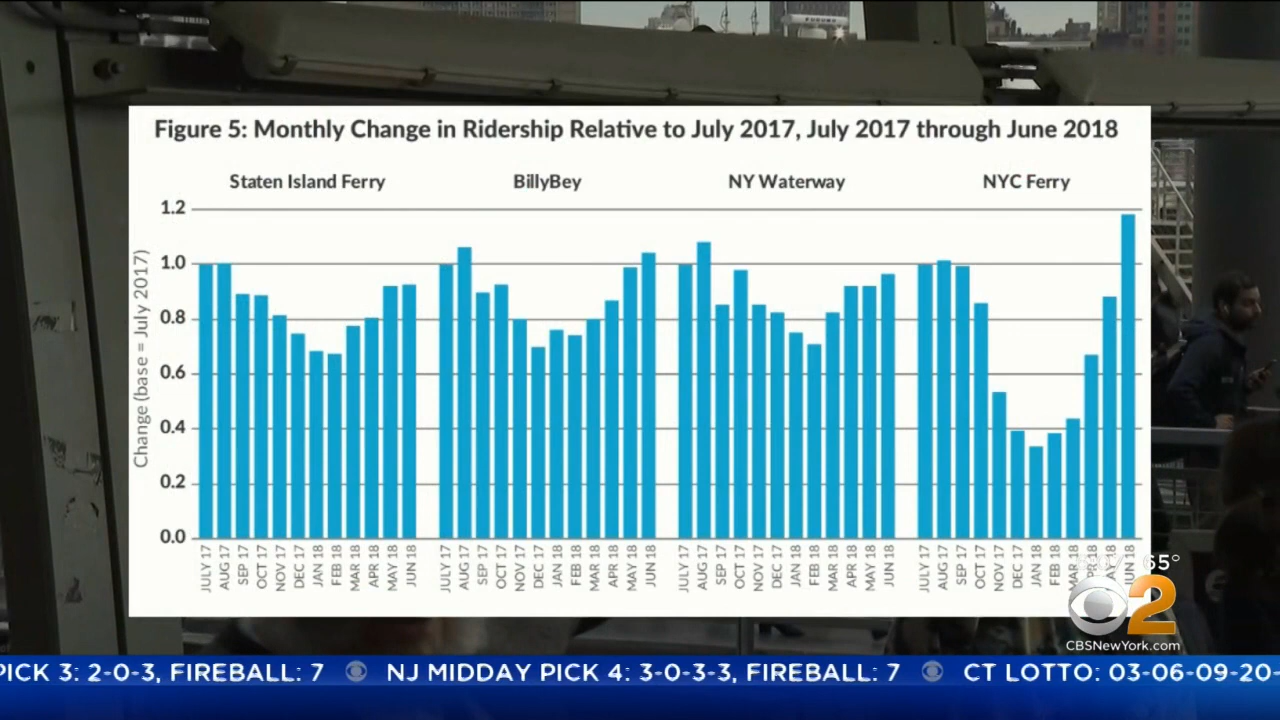 Figure 5: Monthly Change in Ridership Relative to July 2017, July 2017 through June 2018
Staten Island Ferry
BillyBey
NY Waterway
NYC Ferry
Change (base = July 2017)
1.2
1.0
0.8
0.6
0.4
0.2
0.0
JULY 17 AUG 17 SEP 17 OCT 17 NOV 17 DEC 17 JAN 18 FEB 18 MAR 18 APR 18 MAY 18 JUN 18
JULY 17 AUG 17 SEP 17 OCT 17 NOV 17 DEC 17 JAN 18 FEB 18 MAR 18 APR 18 MAY 18 JUN 18
JULY 17 AUG 17 SEP 17 OCT 17 NOV 17 DEC 17 JAN 18 FEB 18 MAR 18 APR 18 MAY 18 JUN 18
JULY 17 AUG 17 SEP 17 OCT 17 NOV 17 DEC 17 JAN 18 FEB 18 MAR 18 JUN 18
65°
2
CBSNewYork.com
PICK 3: 2-0-3, FIREBALL: 7 NJ MIDDAY PICK 4: 3-0-3-3, FIREBALL: 7 CT LOTTO: 03-06-09-20-